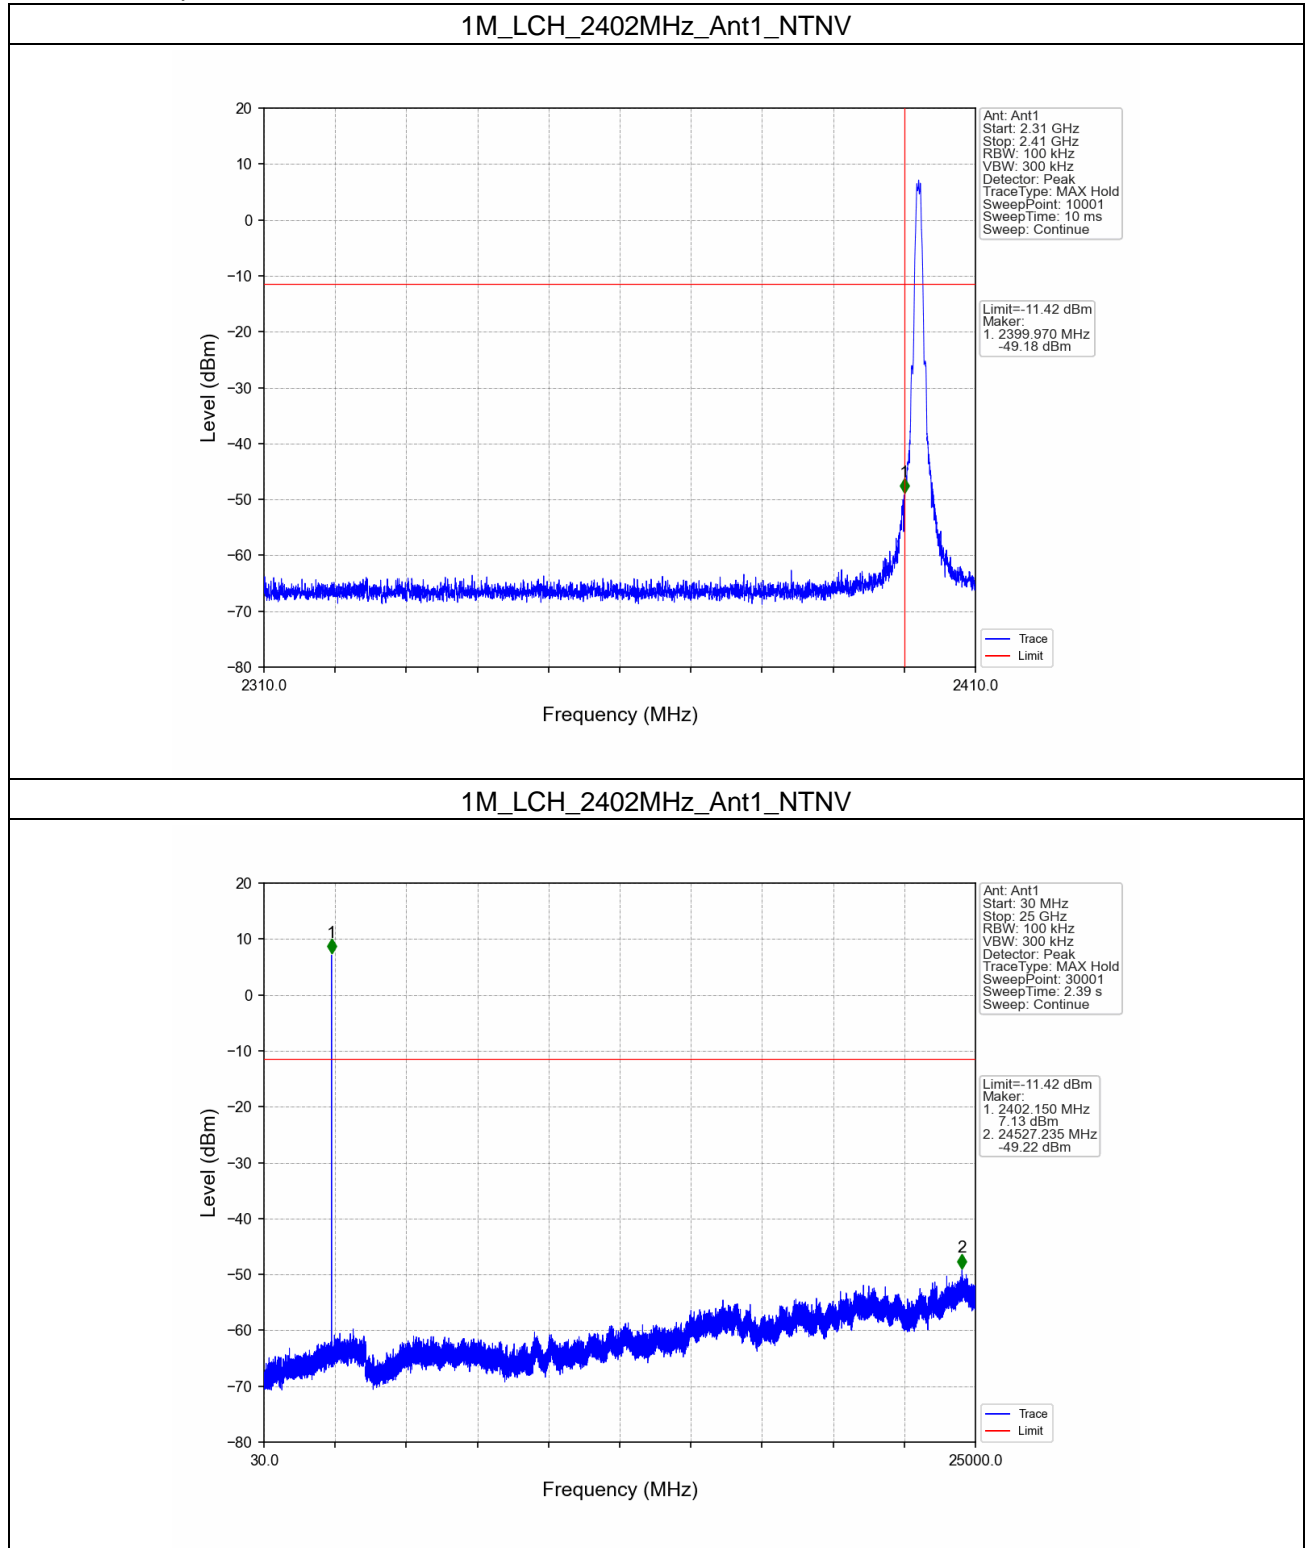 1M_LCH_2402MHz_Ant1_NTNV
20
10
0
−10
−20
−30
−40
−50
−60
−70
−80
Level (dBm)
1
2310.0
2410.0
Frequency (MHz)
Ant: Ant1
Start: 2.31 GHz
Stop: 2.41 GHz
RBW: 100 kHz
VBW: 300 kHz
Detector: Peak
TraceType: MAX Hold
SweepPoint: 10001
SweepTime: 10 ms
Sweep: Continue
Limit=-11.42 dBm
Maker:
1. 2399.970 MHz
-49.18 dBm
Trace
Limit
1M_LCH_2402MHz_Ant1_NTNV
20
10
0
−10
−20
−30
−40
−50
−60
−70
−80
Level (dBm)
1
2
30.0
25000.0
Frequency (MHz)
Ant: Ant1
Start: 30 MHz
Stop: 25 GHz
RBW: 100 kHz
VBW: 300 kHz
Detector: Peak
TraceType: MAX Hold
SweepPoint: 30001
SweepTime: 2.39 s
Sweep: Continue
Limit=-11.42 dBm
Maker:
1. 2402.150 MHz
7.13 dBm
2. 24527.235 MHz
-49.22 dBm
Trace
Limit